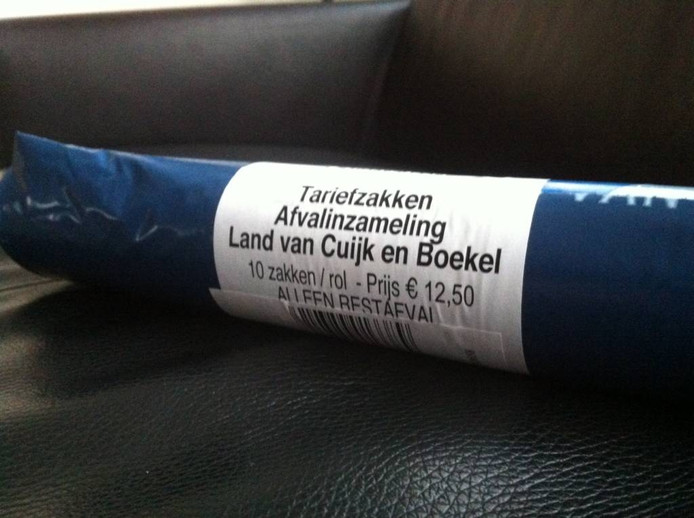 Tariefzakken
Afvalinzameling
Land van Cuijk en Boekel
10 zakken / rol - Prijs € 12,50
ALLEEN RESTAFVAL